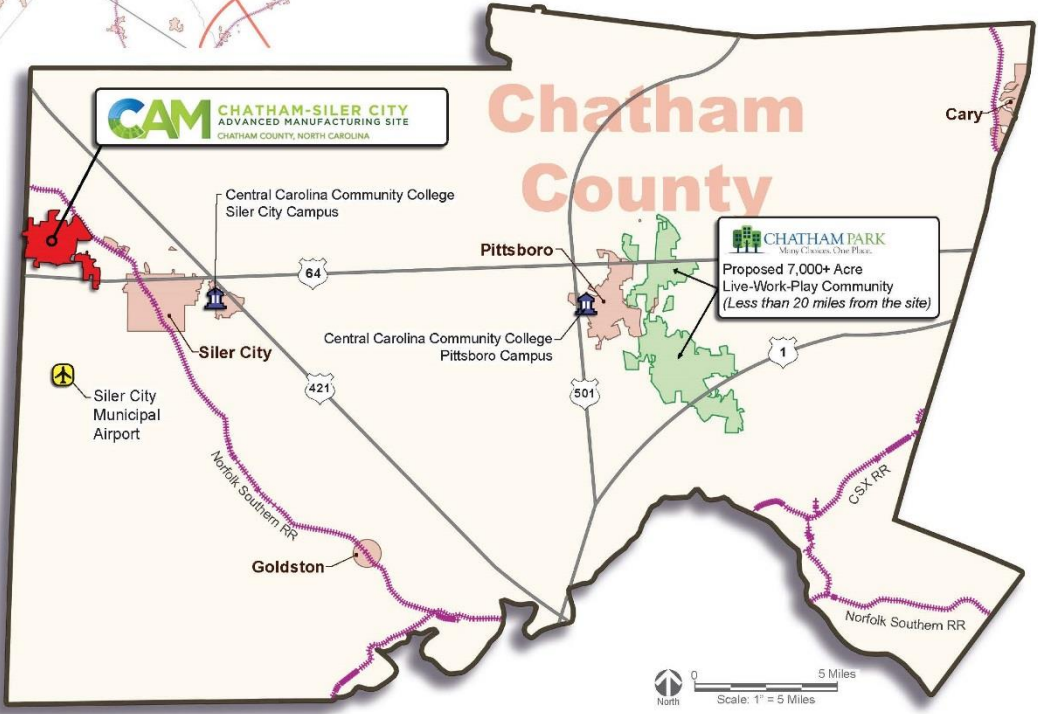 Chatham
County
CAM CHATHAM-SILER CITY
ADVANCED MANUFACTURING SITE
CHATHAM COUNTY, NORTH CAROLINA
Cary
Central Carolina Community College
Siler City Campus
CHATHAM PARK
Many Choices. One Place.
Proposed 7,000+ Acre
Live-Work-Play Community
(Less than 20 miles from the site)
Pittsboro
64
Central Carolina Community College
Pittsboro Campus
Siler City
1
421
501
Siler City
Municipal
Airport
Norfolk Southern RR
CSX RR
Goldston
Norfolk Southern RR
North
0 5 Miles
Scale: 1" = 5 Miles